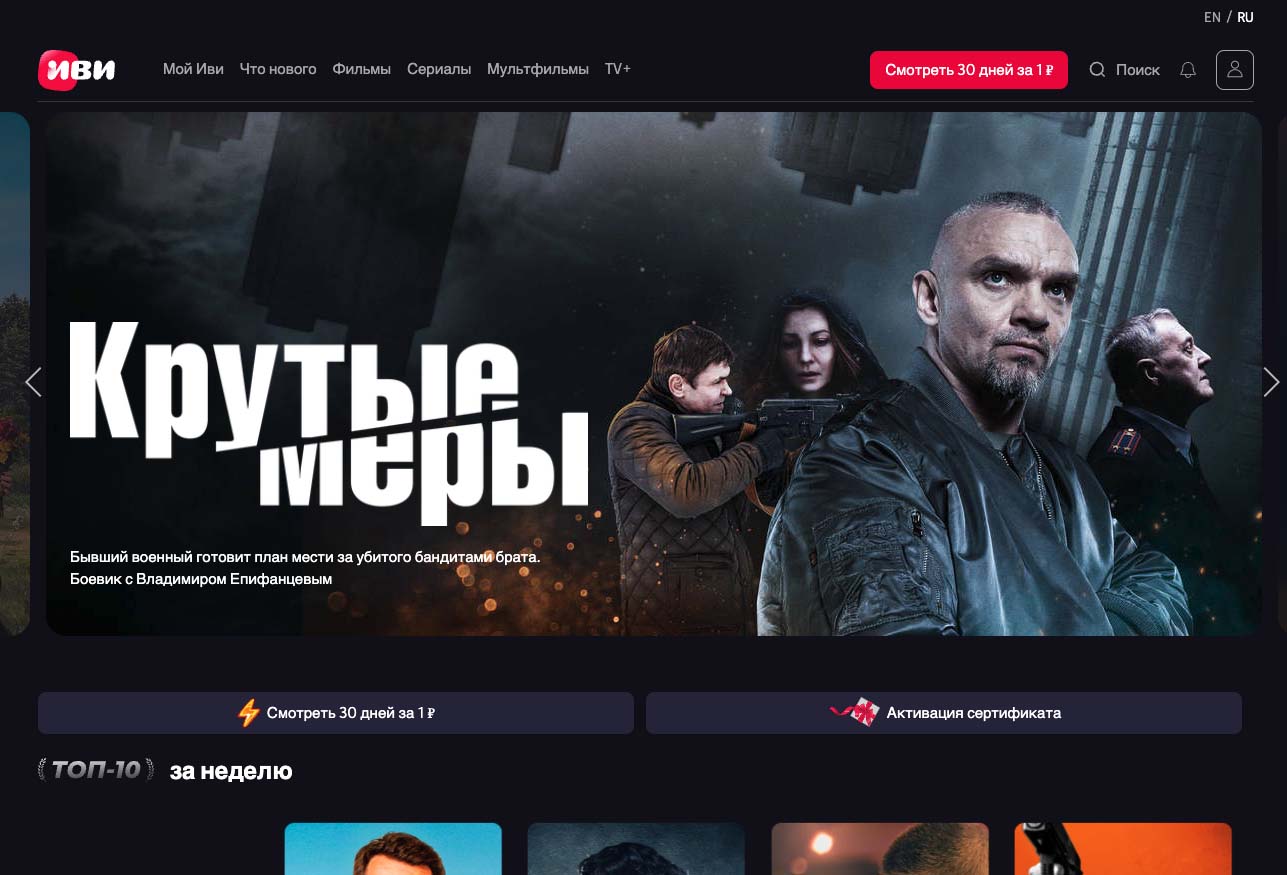 EN / RU
иви
Мой Иви Что нового Фильмы Сериалы Мультфильмы TV+
Смотреть 30 дней за 1 ₽
Поиск
Крутые
меры
Бывший военный готовит план мести за убитого бандитами брата.
Боевик с Владимиром Епифанцевым
Смотреть 30 дней за 1 ₽
Активация сертификата
ТОП-10 за неделю